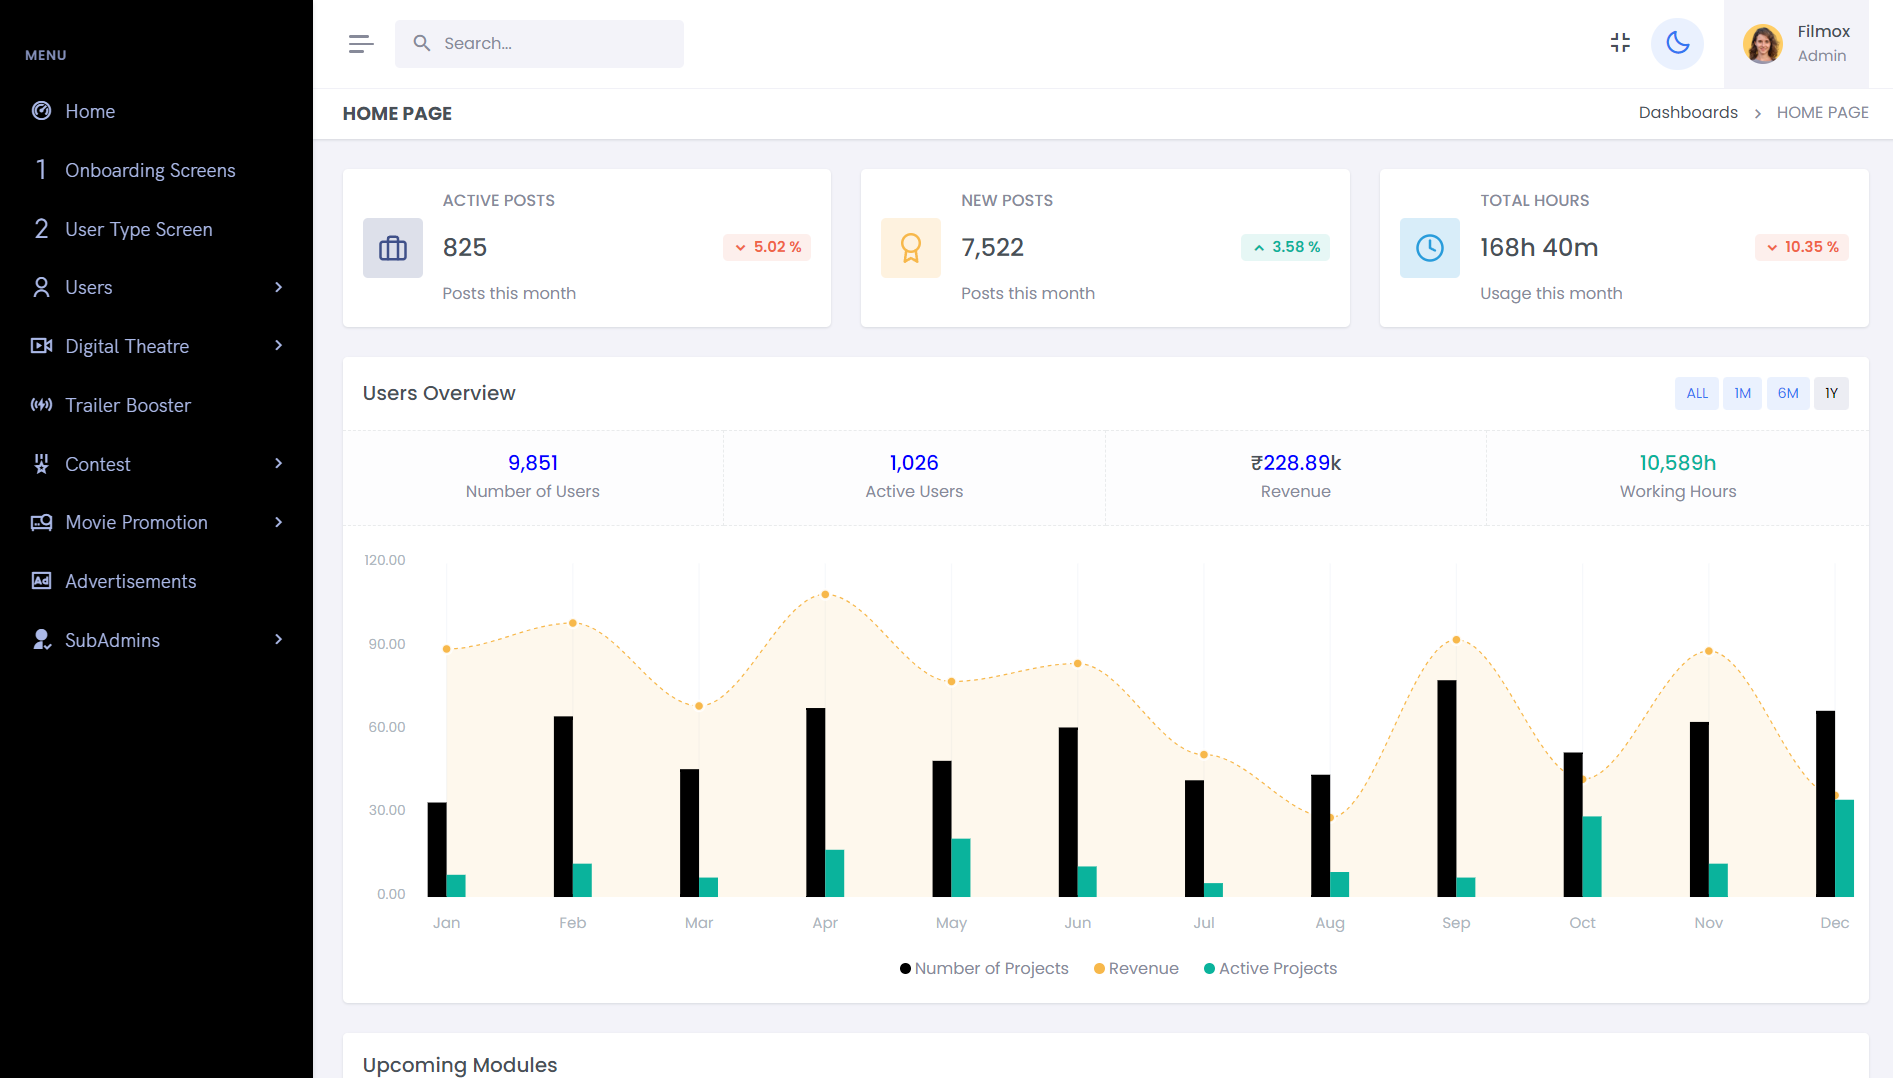 MENU
Home
1 Onboarding Screens
2 User Type Screen
Users
Digital Theatre
Trailer Booster
Contest
Movie Promotion
Ad Advertisements
SubAdmins
Search...
Filmox
Admin
HOME PAGE
Dashboards > HOME PAGE
ACTIVE POSTS
825
5.02 %
Posts this month
NEW POSTS
7,522
3.58 %
Posts this month
TOTAL HOURS
168h 40m
10.35 %
Usage this month
Users Overview
ALL 1M 6M 1Y
9,851
Number of Users
1,026
Active Users
₹228.89k
Revenue
10,589h
Working Hours
120.00
90.00
60.00
30.00
0.00
Jan Feb Mar Apr May Jun Jul Aug Sep Oct Nov Dec
Number of Projects Revenue Active Projects
Upcoming Modules